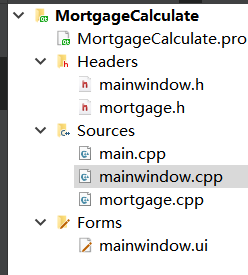 MortgageCalculate
MortgageCalculate.pro
Headers
mainwindow.h
mortgage.h
Sources
main.cpp
mainwindow.cpp
mortgage.cpp
Forms
mainwindow.ui